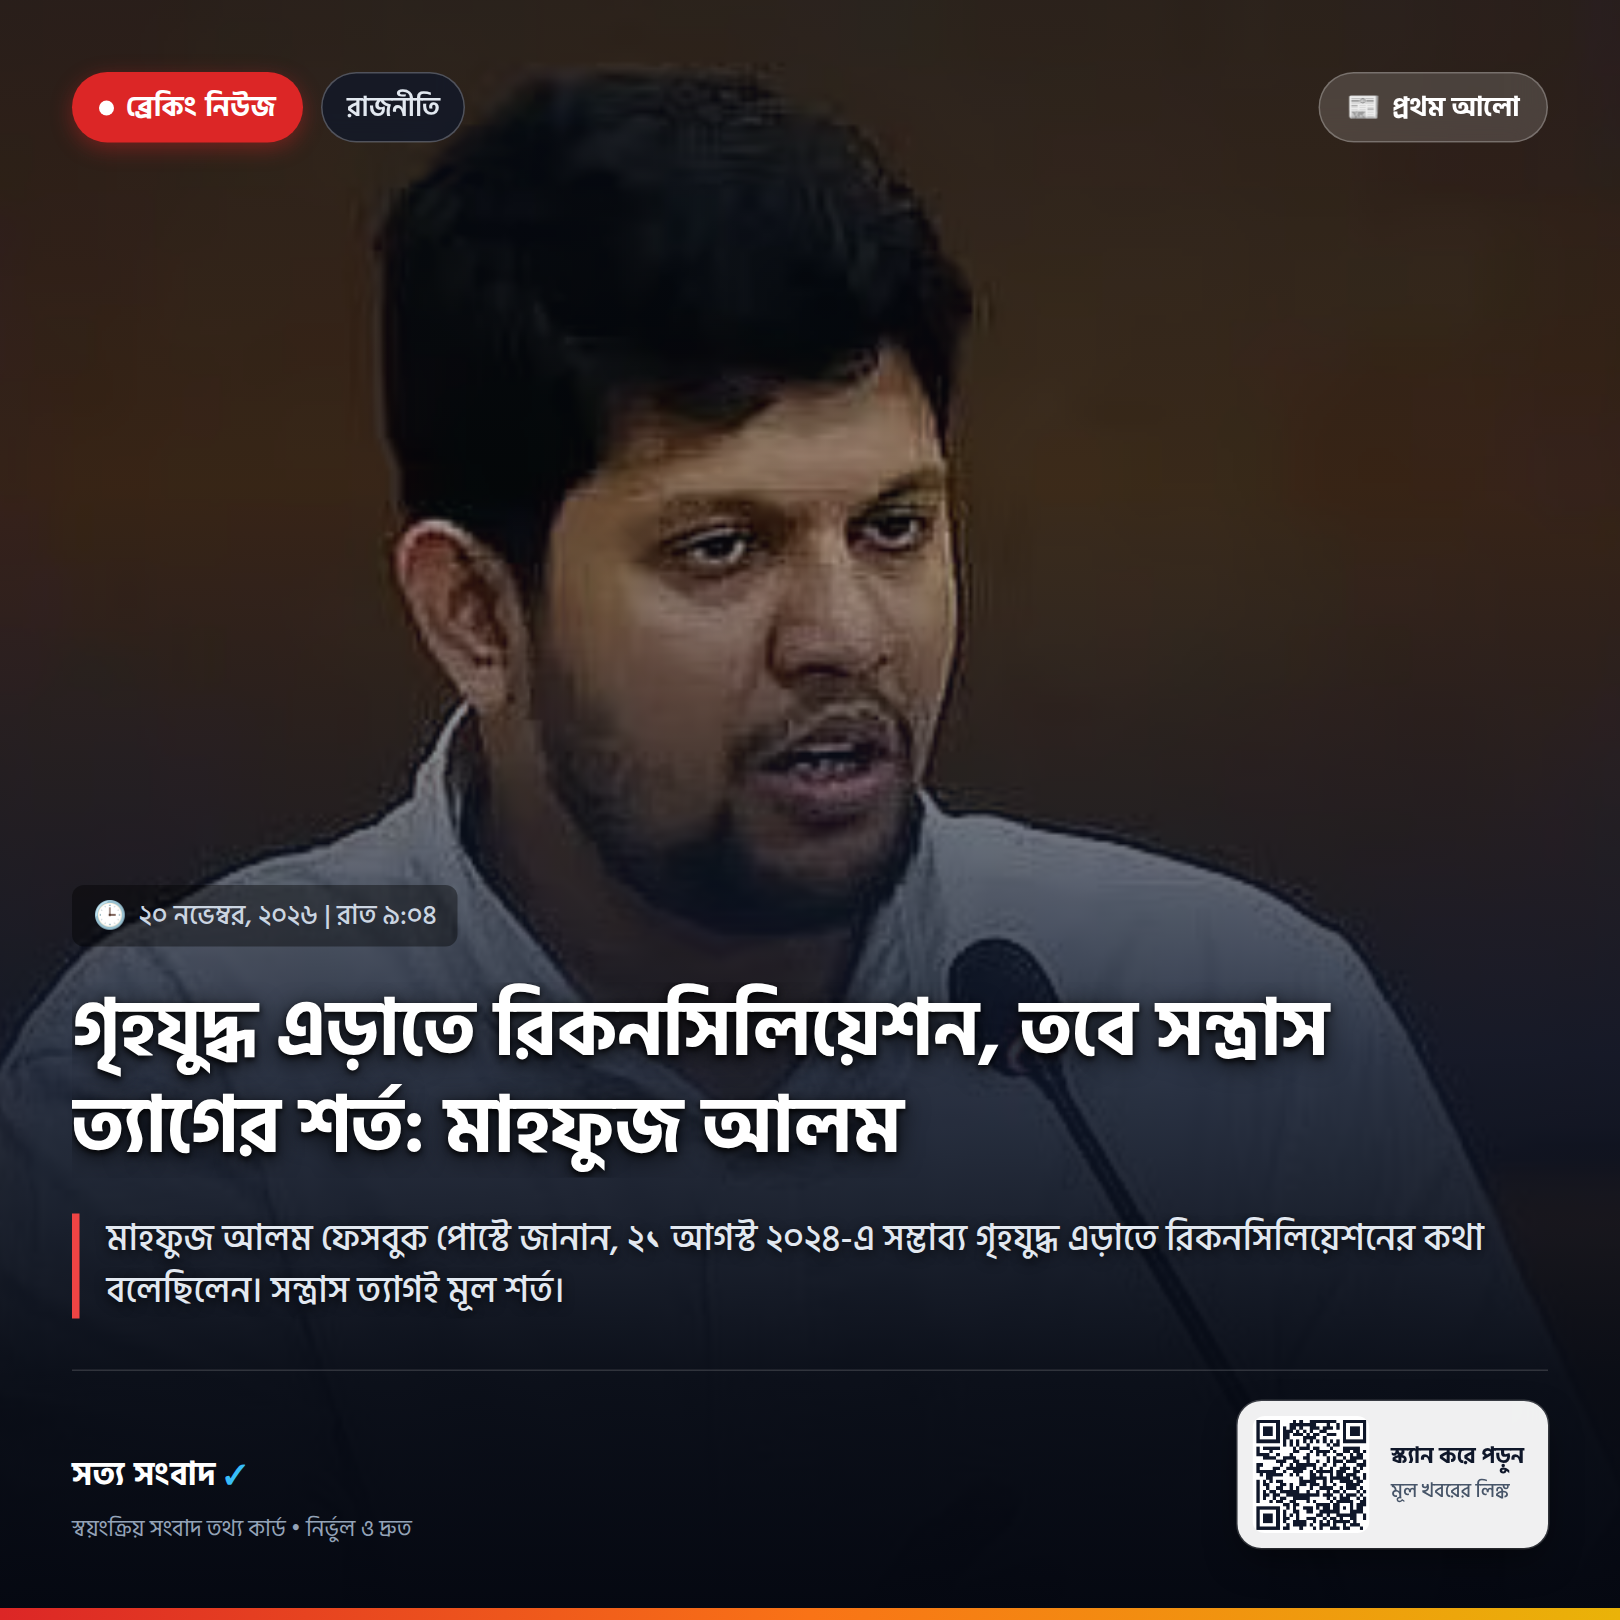 ব্রেকিং নিউজ
রাজনীতি
প্রথম আলো
২০ নভেম্বর, ২০২৬ | রাত ৯:০৪
গৃহযুদ্ধ এড়াতে রিকনসিলিয়েশন, তবে সন্ত্রাস
ত্যাগের শর্ত: মাহফুজ আলম
মাহফুজ আলম ফেসবুক পোস্টে জানান, ২১ আগস্ট ২০২৪-এ সম্ভাব্য গৃহযুদ্ধ এড়াতে রিকনসিলিয়েশনের কথা
বলেছিলেন। সন্ত্রাস ত্যাগই মূল শর্ত।
সত্য সংবাদ ✓
স্বয়ংক্রিয় সংবাদ তথ্য কার্ড • নির্ভুল ও দ্রুত
স্ক্যান করে পড়ুন
মূল খবরের লিঙ্ক